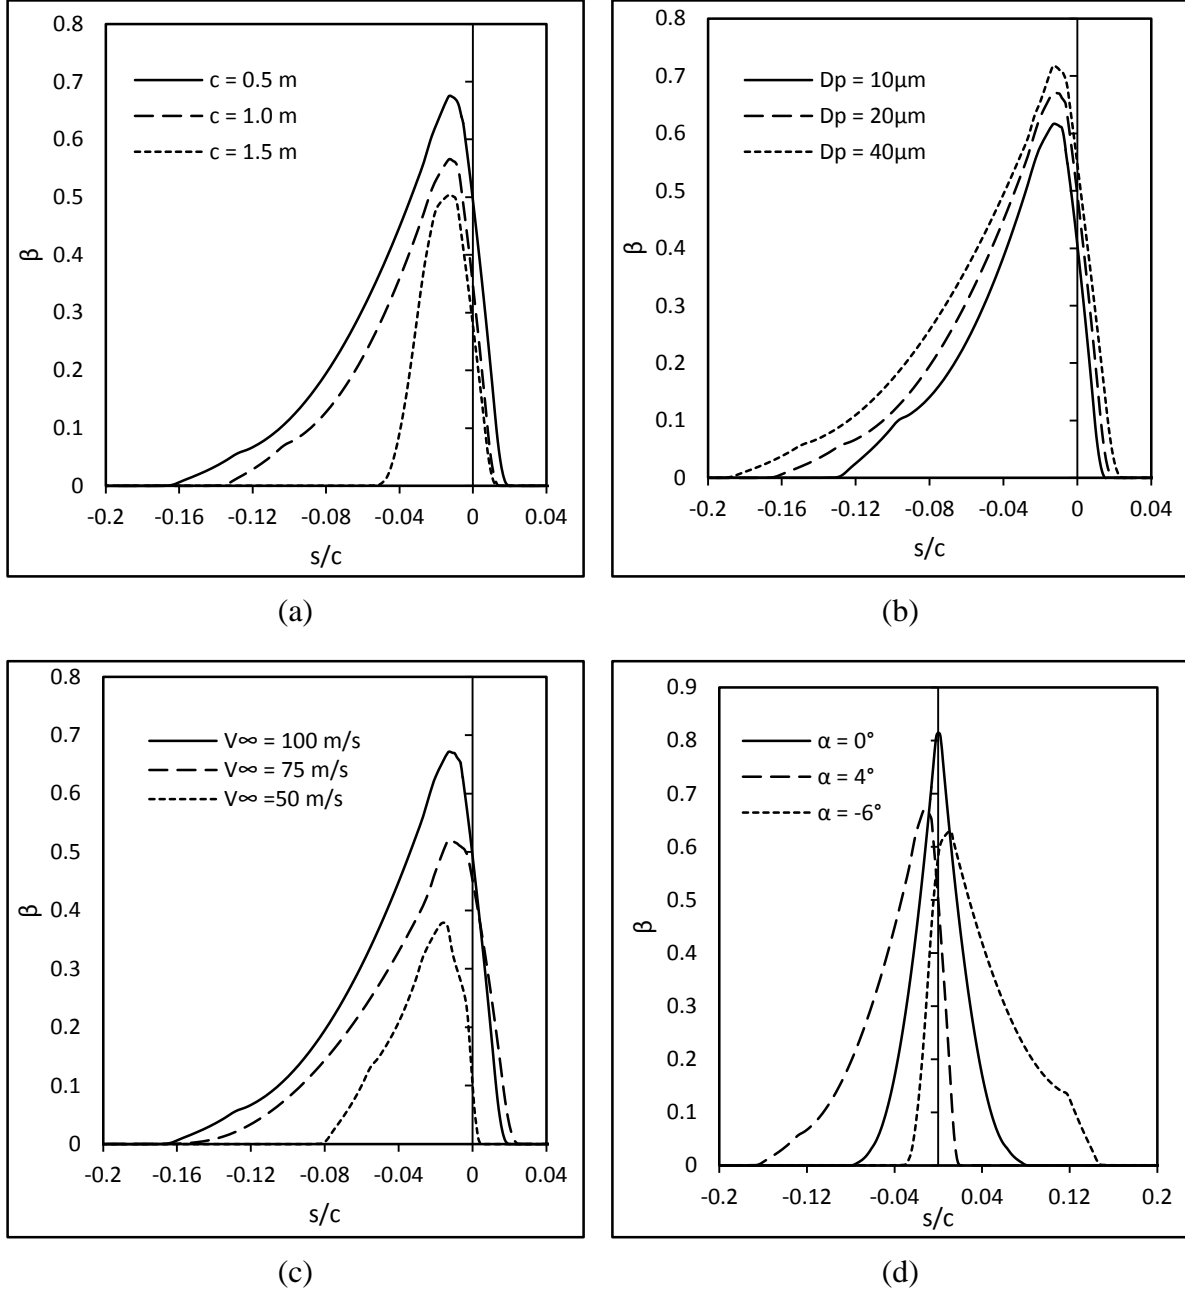 0.8
0.7
0.6
0.5
0.4
0.3
0.2
0.1
0
β
c = 0.5 m
c = 1.0 m
c = 1.5 m
-0.2 -0.16 -0.12 -0.08 -0.04 0 0.04
s/c
(a)
0.8
0.7
0.6
0.5
0.4
0.3
0.2
0.1
0
β
Dp = 10µm
Dp = 20µm
Dp = 40µm
-0.2 -0.16 -0.12 -0.08 -0.04 0 0.04
s/c
(b)
0.8
0.7
0.6
0.5
0.4
0.3
0.2
0.1
0
β
V∞ = 100 m/s
V∞ = 75 m/s
V∞ =50 m/s
-0.2 -0.16 -0.12 -0.08 -0.04 0 0.04
s/c
(c)
0.9
0.8
0.7
0.6
0.5
0.4
0.3
0.2
0.1
0
β
α = 0°
α = 4°
α = -6°
-0.2 -0.12 -0.04 0.04 0.12 0.2
s/c
(d)